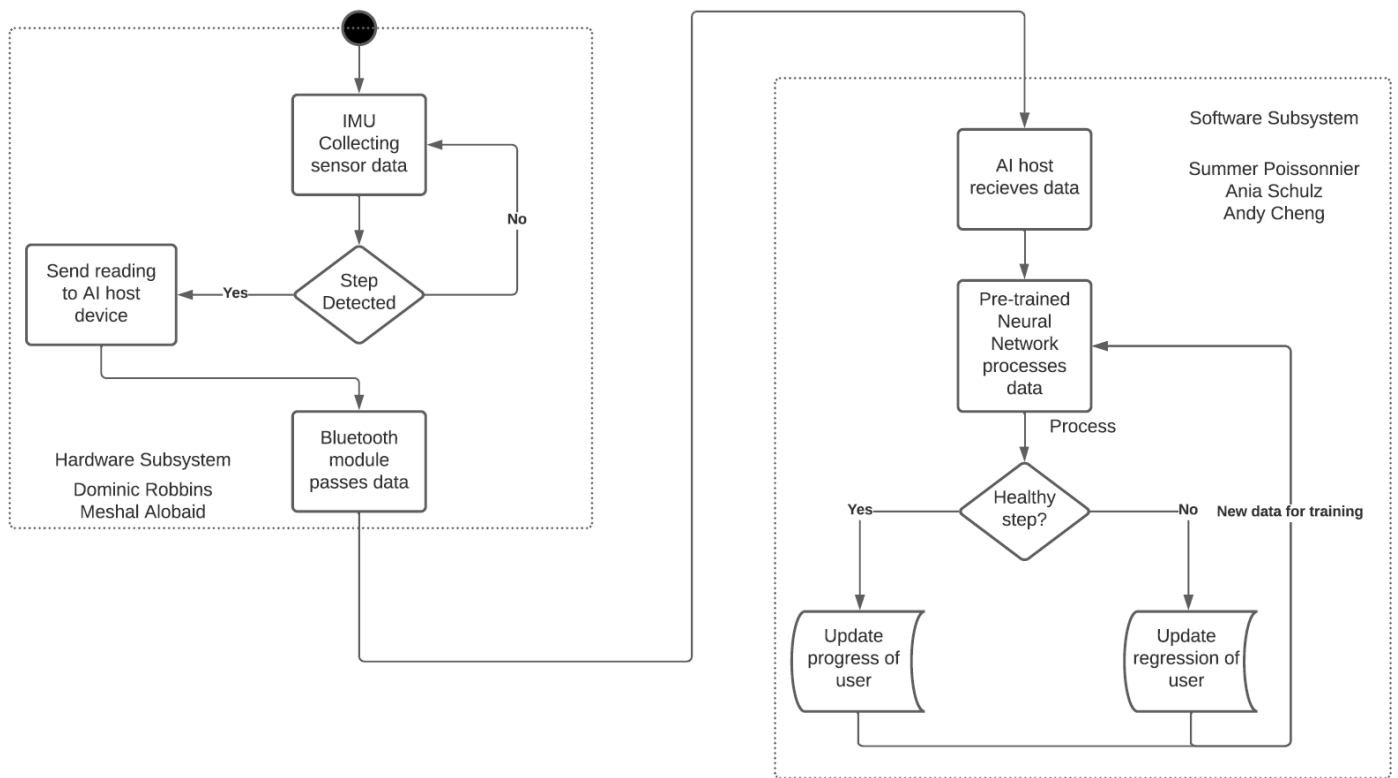 IMU
Collecting
sensor data
No
Step
Detected
Yes
Send reading
to AI host
device
Bluetooth
module
passes data
Hardware Subsystem
Dominic Robbins
Meshal Alobaid
Software Subsystem
Summer Poissonnier
Ania Schulz
Andy Cheng
AI host
recieves data
Pre-trained
Neural
Network
processes
data
Process
Healthy
step?
Yes
No
New data for training
Update
progress of
user
Update
regression of
user